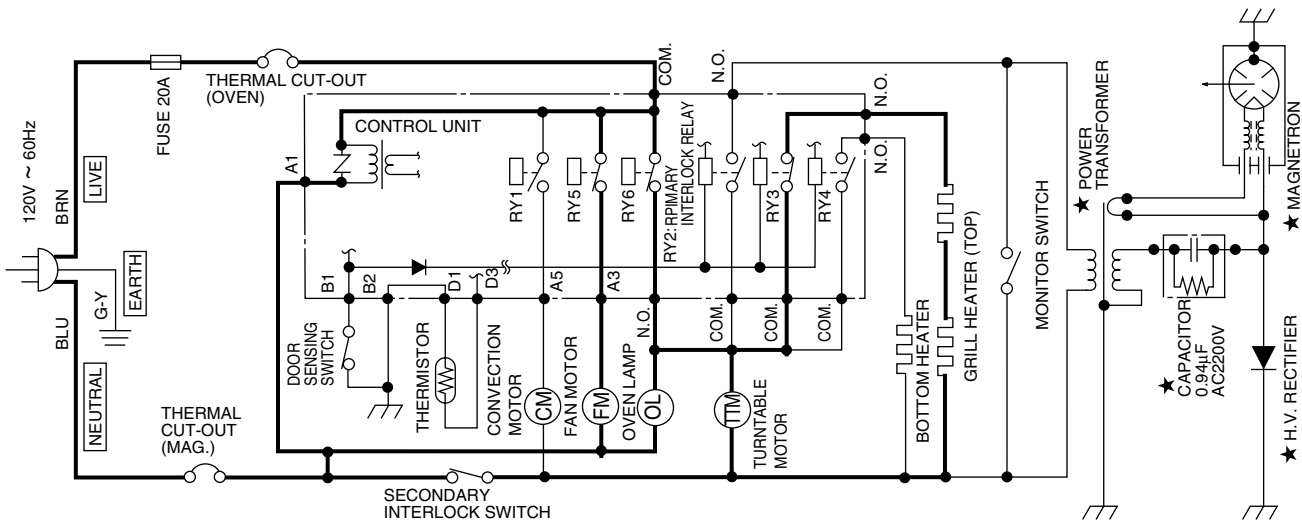 120V ~ 60Hz
BRN
LIVE
G-Y
EARTH
BLU
NEUTRAL
FUSE 20A
THERMAL CUT-OUT
(OVEN)
THERMAL
CUT-OUT
(MAG.)
SECONDARY
INTERLOCK SWITCH
A1
CONTROL UNIT
B1
B2
D1
D3
A5
A3
N.O.
DOOR
SENSING
SWITCH
THERMISTOR
CONVECTION
MOTOR
CM
FAN MOTOR
FM
OVEN LAMP
OL
TURNTABLE
MOTOR
TTM
RY1
RY5
RY6
RY2: RPIMARY
INTERLOCK RELAY
RY3
RY4
COM.
N.O.
N.O.
N.O.
COM.
COM.
COM.
BOTTOM HEATER
GRILL HEATER (TOP)
MONITOR SWITCH
★ POWER
TRANSFORMER
★ CAPACITOR
0.94μF
AC2200V
★ H.V. RECTIFIER
★ MAGNETRON